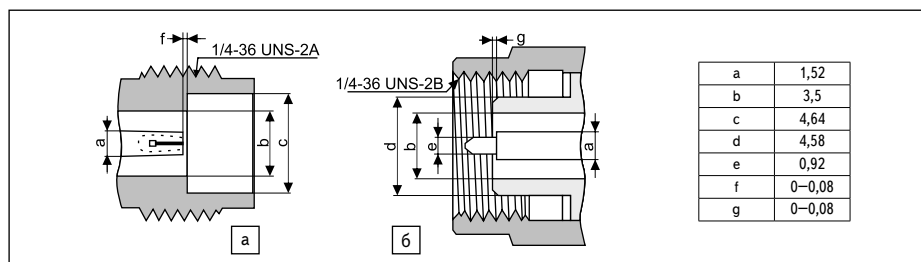 f
1/4-36 UNS-2A
a
b
c
а
g
1/4-36 UNS-2B
d
b
e
a
б
a 1,52
b 3,5
c 4,64
d 4,58
e 0,92
f 0–0,08
g 0–0,08